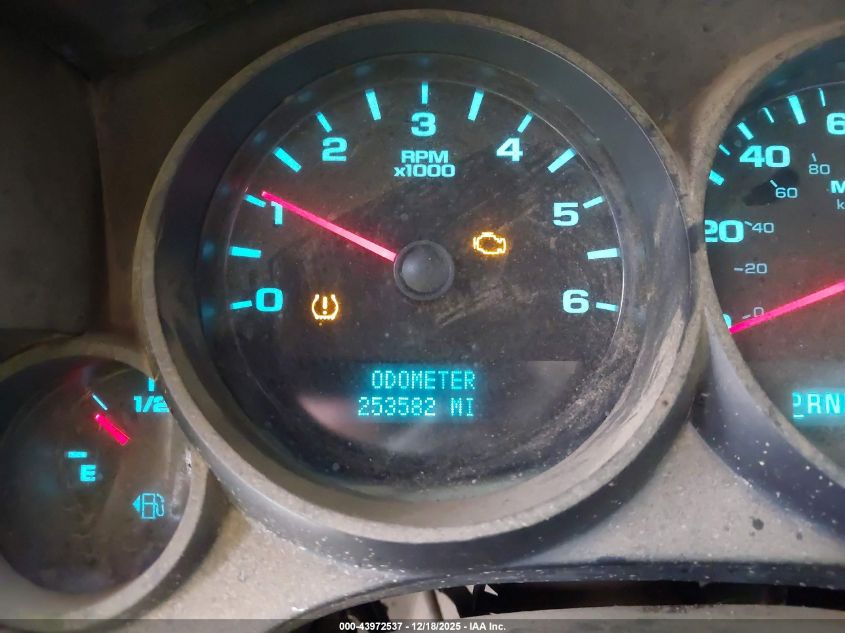 0 1 2 3 4 5 6
RPM
x1000
ODOMETER
253582 MI
1/2
E
20 40
0 20 40 60 80
000-43972537 - 12/18/2025 - IAA Inc.